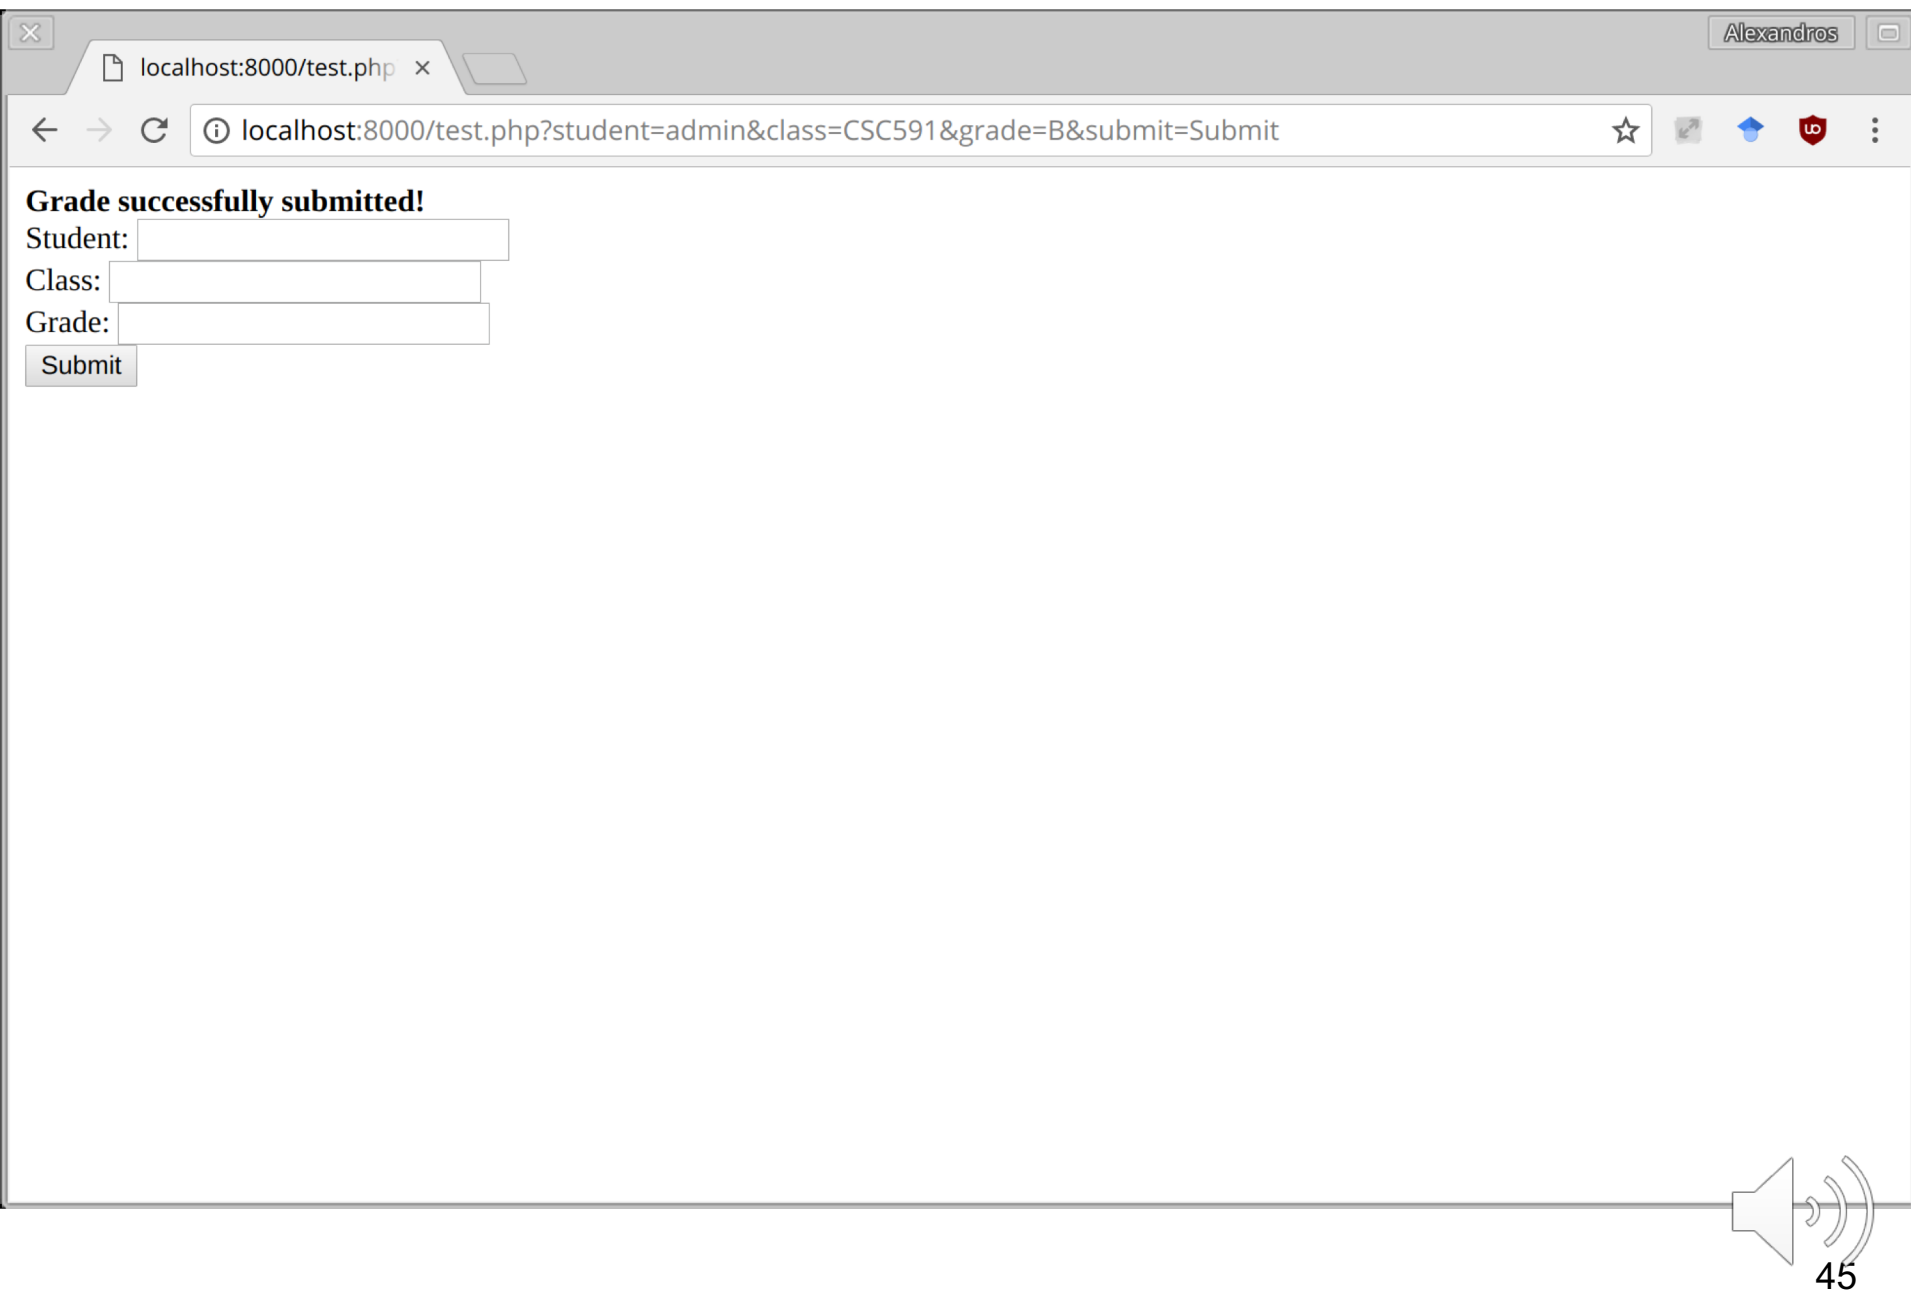 Alexandros
localhost:8000/test.php
localhost:8000/test.php?student=admin&class=CSC591&grade=B&submit=Submit
Grade successfully submitted!
Student:
Class:
Grade:
Submit
45